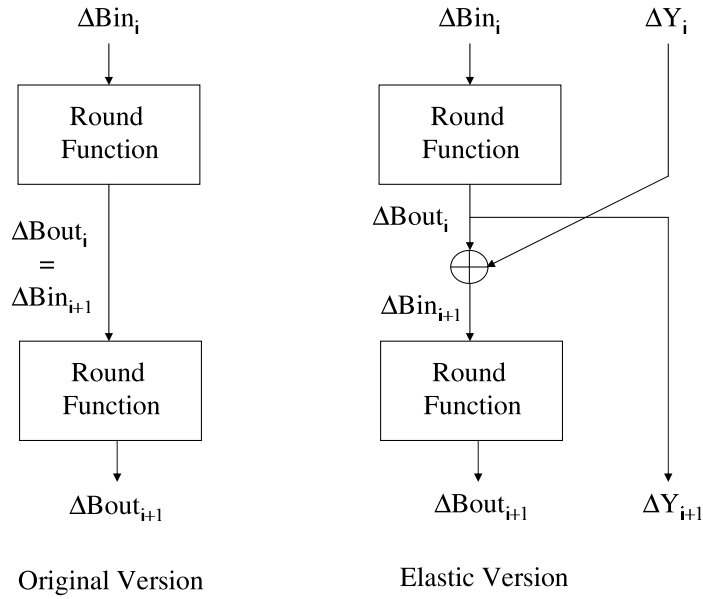 ΔBinᵢ
Round
Function
ΔBoutᵢ
=
ΔBinᵢ₊₁
Round
Function
ΔBoutᵢ₊₁
Original Version
ΔBinᵢ
ΔYᵢ
Round
Function
ΔBoutᵢ
ΔBinᵢ₊₁
Round
Function
ΔBoutᵢ₊₁
ΔYᵢ₊₁
Elastic Version